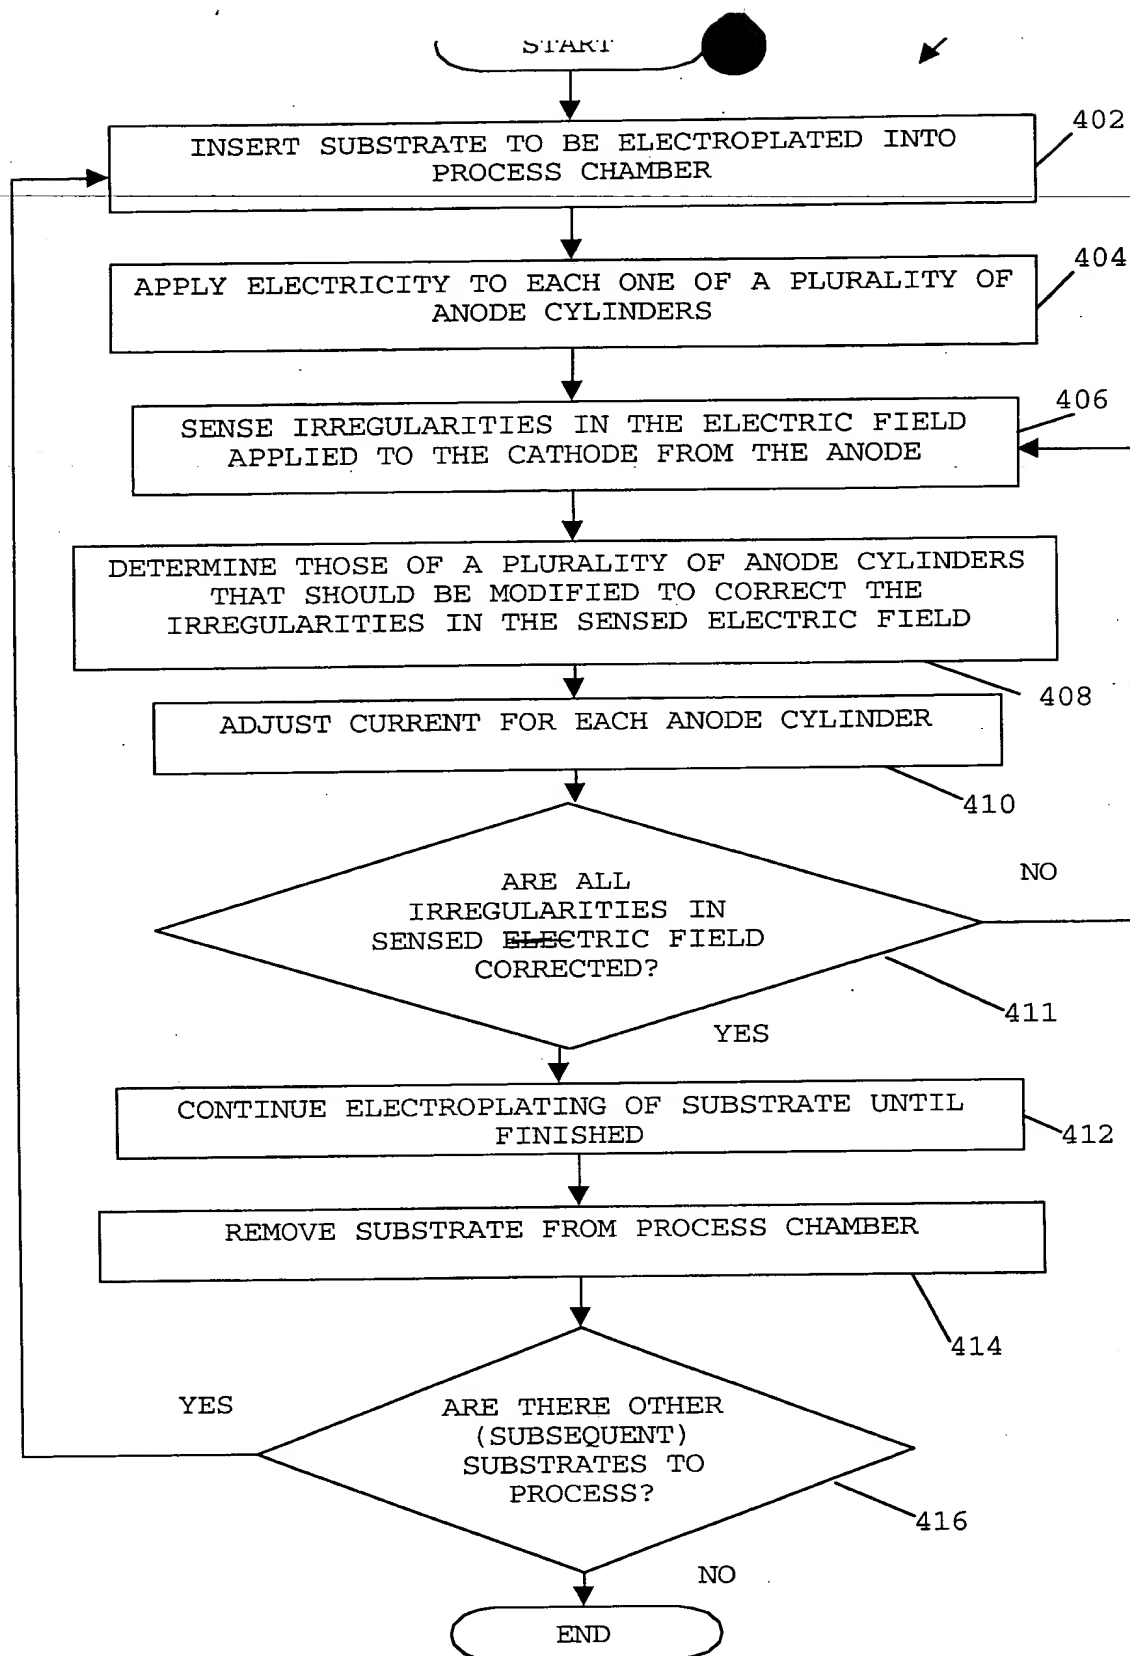 START
INSERT SUBSTRATE TO BE ELECTROPLATED INTO
PROCESS CHAMBER
402
APPLY ELECTRICITY TO EACH ONE OF A PLURALITY OF
ANODE CYLINDERS
404
SENSE IRREGULARITIES IN THE ELECTRIC FIELD
APPLIED TO THE CATHODE FROM THE ANODE
406
DETERMINE THOSE OF A PLURALITY OF ANODE CYLINDERS
THAT SHOULD BE MODIFIED TO CORRECT THE
IRREGULARITIES IN THE SENSED ELECTRIC FIELD
408
ADJUST CURRENT FOR EACH ANODE CYLINDER
410
ARE ALL
IRREGULARITIES IN
SENSED ELECTRIC FIELD
CORRECTED?
NO
411
YES
CONTINUE ELECTROPLATING OF SUBSTRATE UNTIL
FINISHED
412
REMOVE SUBSTRATE FROM PROCESS CHAMBER
414
YES
ARE THERE OTHER
(SUBSEQUENT)
SUBSTRATES TO
PROCESS?
416
NO
END